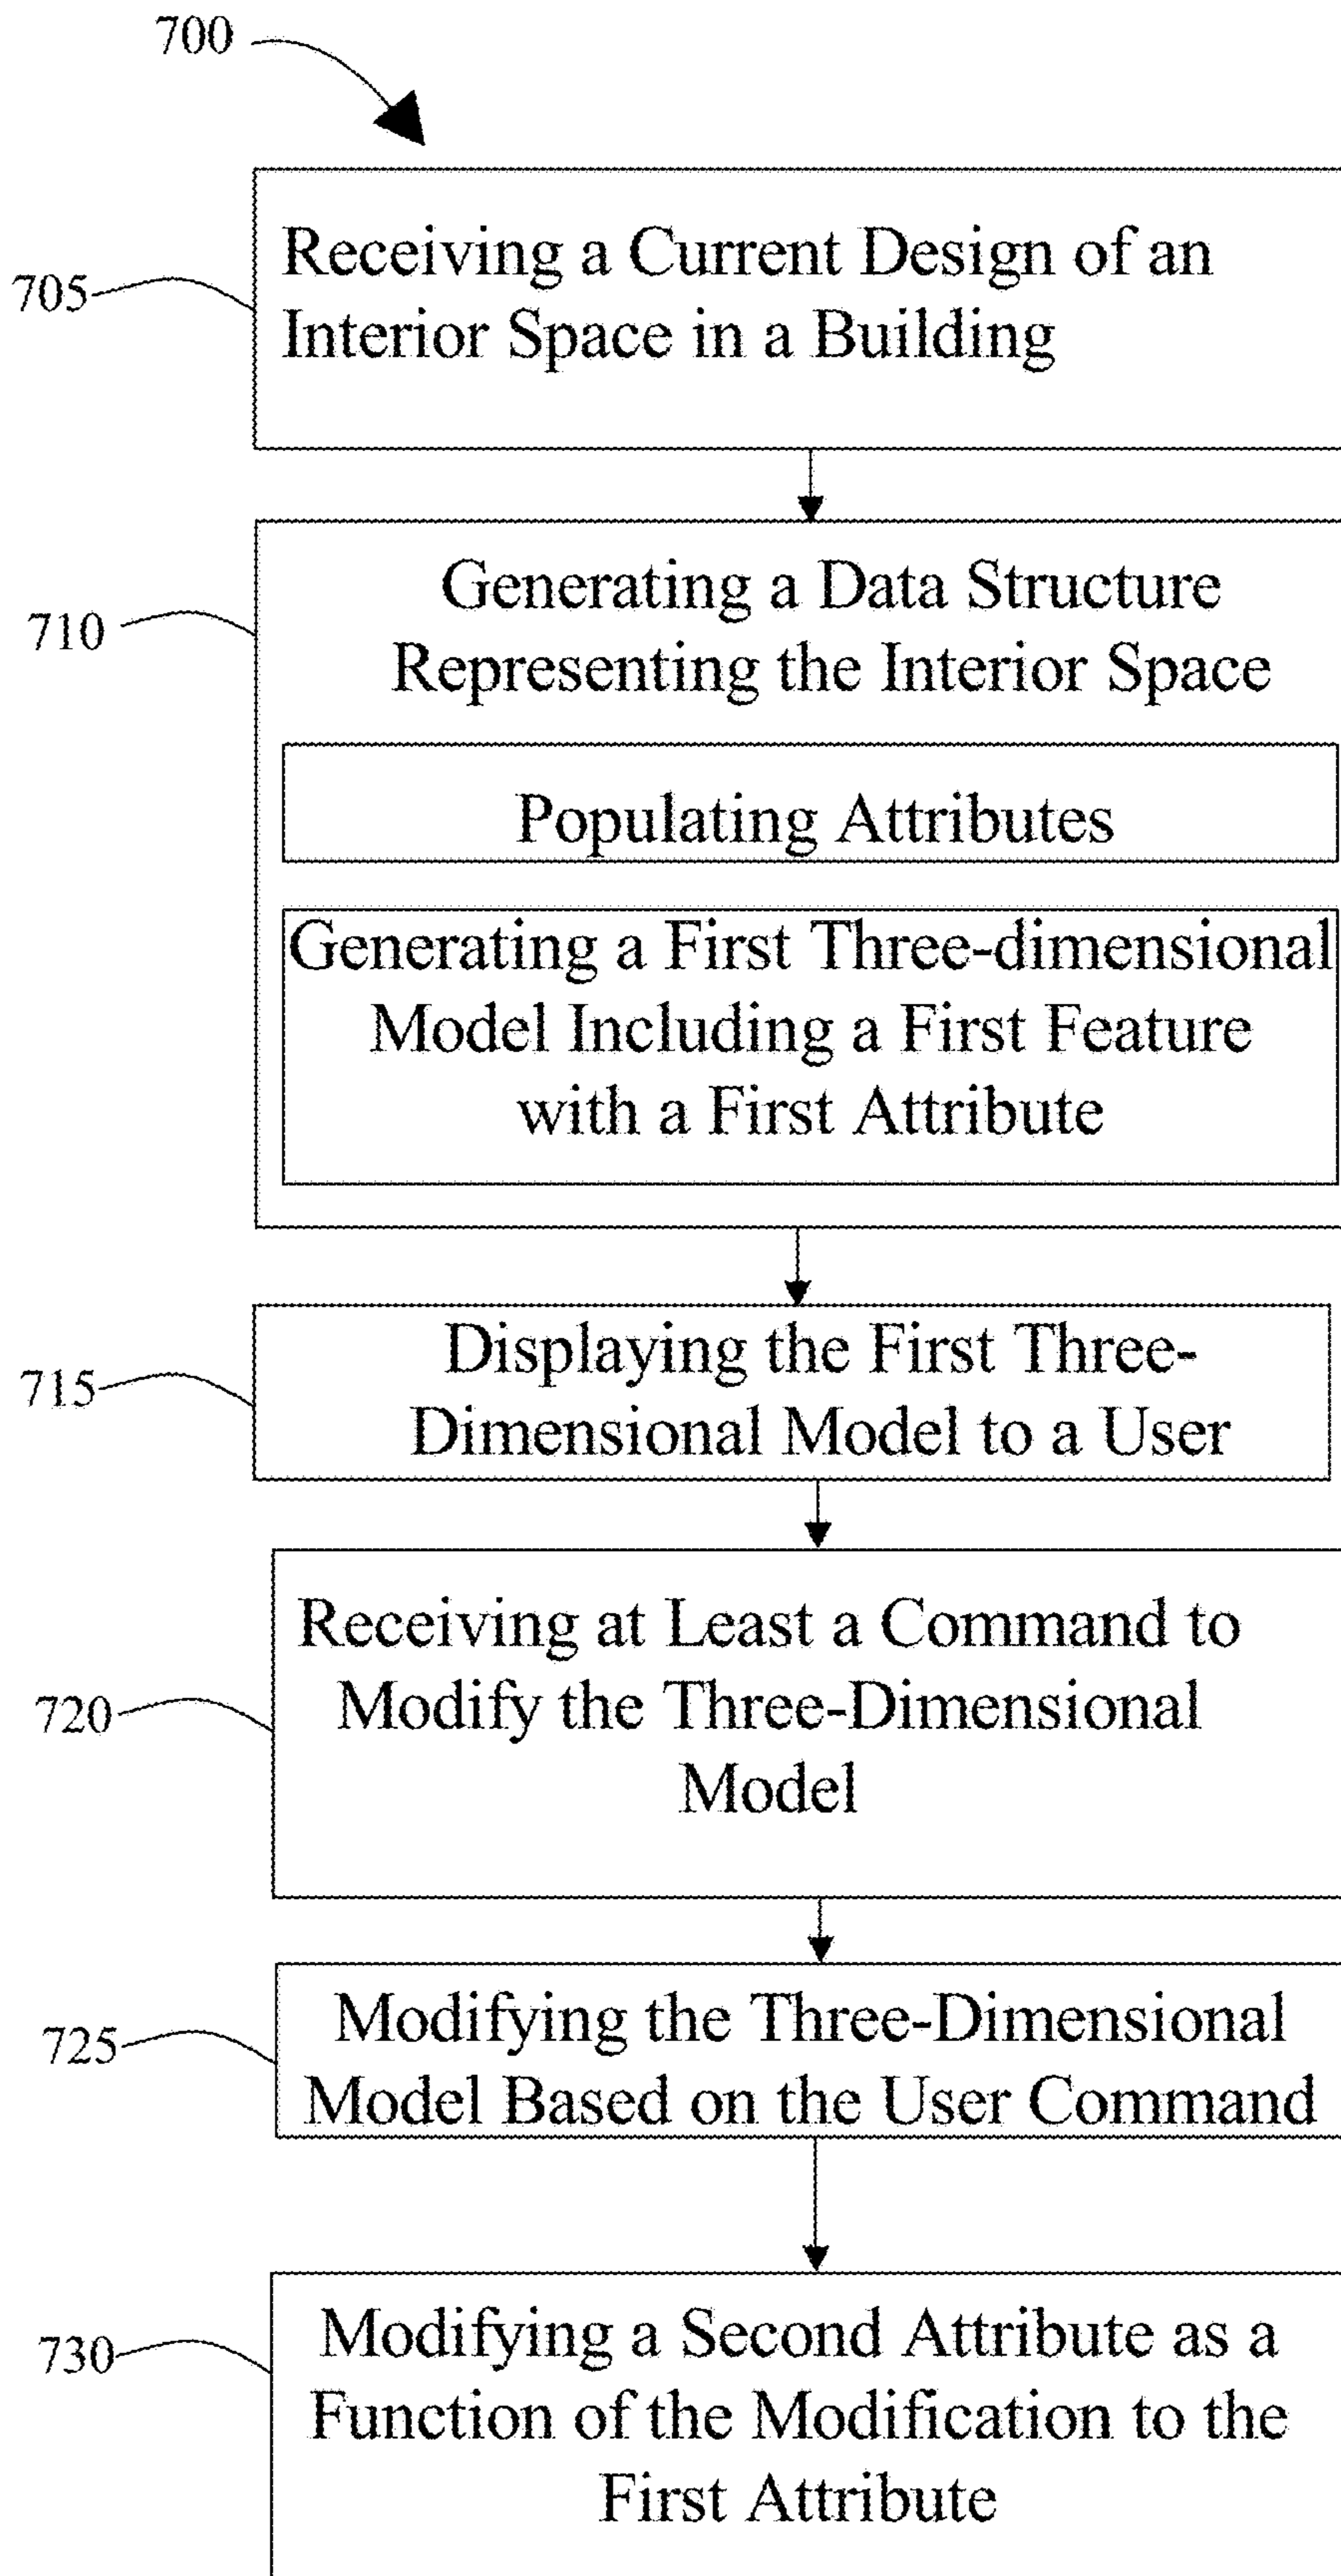 700
705
Receiving a Current Design of an
Interior Space in a Building
710
Generating a Data Structure
Representing the Interior Space
Populating Attributes
Generating a First Three-dimensional
Model Including a First Feature
with a First Attribute
715
Displaying the First Three-
Dimensional Model to a User
720
Receiving at Least a Command to
Modify the Three-Dimensional
Model
725
Modifying the Three-Dimensional
Model Based on the User Command
730
Modifying a Second Attribute as a
Function of the Modification to the
First Attribute